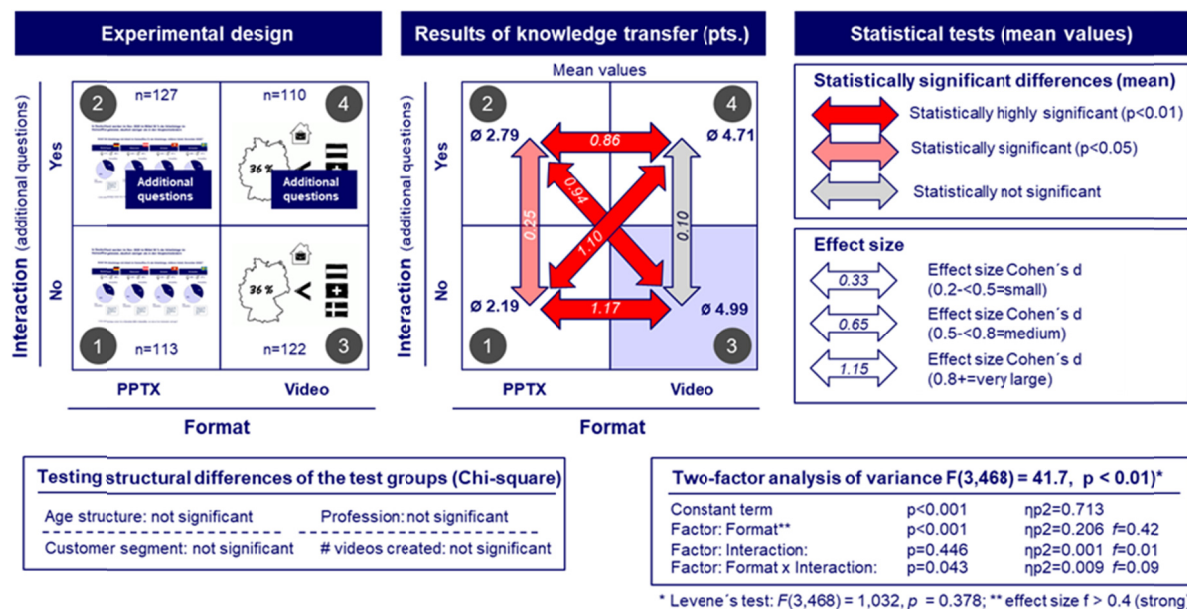 Experimental design
2
n=127
n=110
4
36 %
Additional
questions
Additional
questions
Interaction (additional questions)
Yes
No
36 %
1
n=113
n=122
3
PPTX
Video
Format
Results of knowledge transfer (pts.)
Mean values
2
4
Ø 2.79
0.86
Ø 4.71
0.94
0.25
1.10
0.10
Interaction (additional questions)
Yes
No
Ø 2.19
1.17
Ø 4.99
1
3
PPTX
Video
Format
Statistical tests (mean values)
Statistically significant differences (mean)
Statistically highly significant (p<0.01)
Statistically significant (p<0.05)
Statistically not significant
Effect size
0.33
Effect size Cohen´s d
(0.2-<0.5=small)
0.65
Effect size Cohen´s d
(0.5-<0.8=medium)
1.15
Effect size Cohen´s d
(0.8+=very large)
Testing structural differences of the test groups (Chi-square)
Age structure: not significant
Profession: not significant
Customer segment: not significant
# videos created: not significant
Two-factor analysis of variance F(3,468) = 41.7, p < 0.01)*
Constant term p<0.001 ηp2=0.713
Factor: Format** p<0.001 ηp2=0.206 f=0.42
Factor: Interaction: p=0.446 ηp2=0.001 f=0.01
Factor: Format x Interaction: p=0.043 ηp2=0.009 f=0.09
* Levene´s test: F(3,468) = 1,032, p = 0.378; ** effect size f > 0.4 (strong)